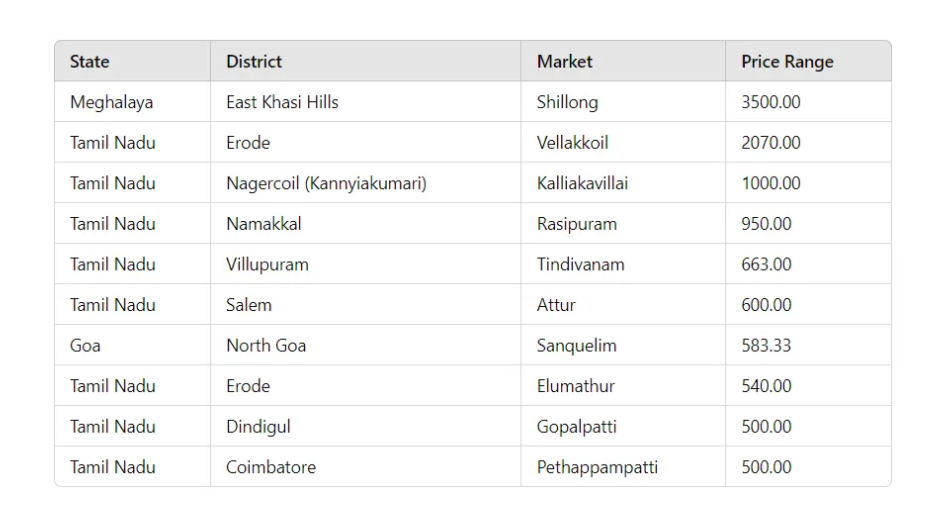 State District Market Price Range
Meghalaya East Khasi Hills Shillong 3500.00
Tamil Nadu Erode Vellakkoil 2070.00
Tamil Nadu Nagercoil (Kannyiakumari) Kalliakavillai 1000.00
Tamil Nadu Namakkal Rasipuram 950.00
Tamil Nadu Villupuram Tindivanam 663.00
Tamil Nadu Salem Attur 600.00
Goa North Goa Sanquelim 583.33
Tamil Nadu Erode Elumathur 540.00
Tamil Nadu Dindigul Gopalpatti 500.00
Tamil Nadu Coimbatore Pethappampatti 500.00